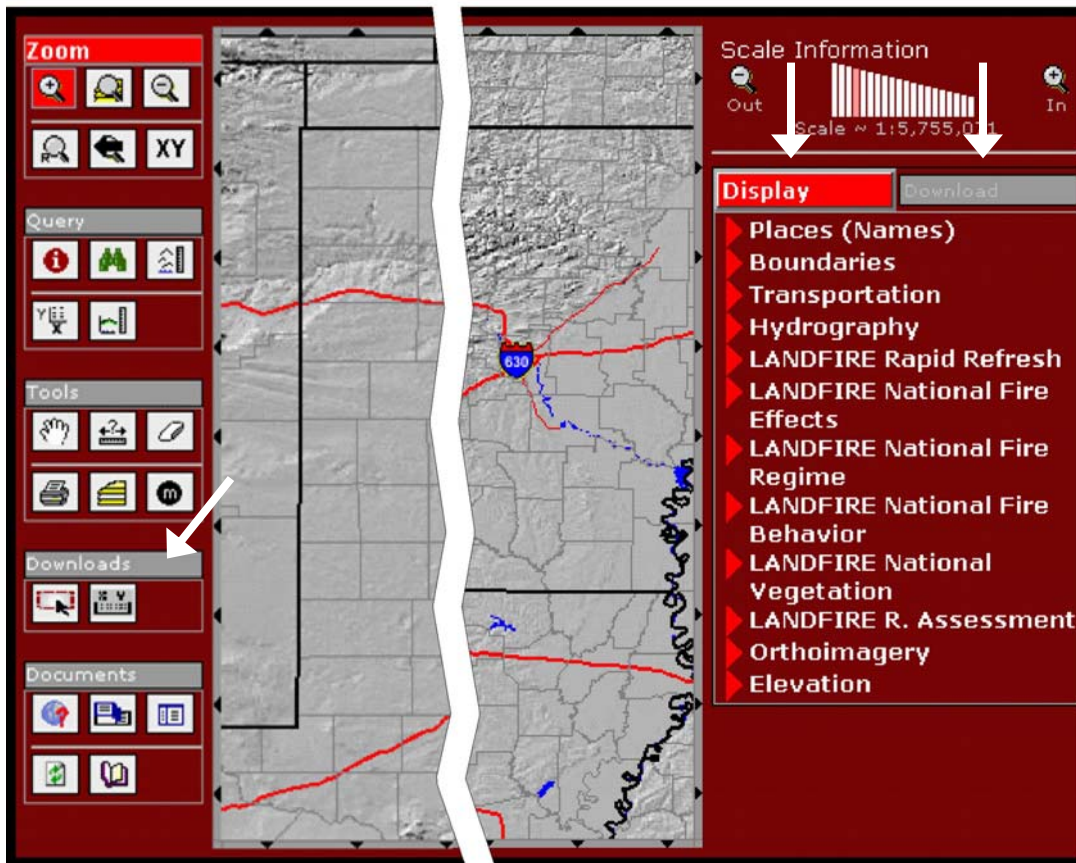 Zoom
R
XY
Query
Y
X
Tools
?
m
Downloads
X Y
Documents
630
Scale Information
Out
In
Scale ~ 1:5,755,071
Display
Download
Places (Names)
Boundaries
Transportation
Hydrography
LANDFIRE Rapid Refresh
LANDFIRE National Fire
Effects
LANDFIRE National Fire
Regime
LANDFIRE National Fire
Behavior
LANDFIRE National
Vegetation
LANDFIRE R. Assessment
Orthoimagery
Elevation